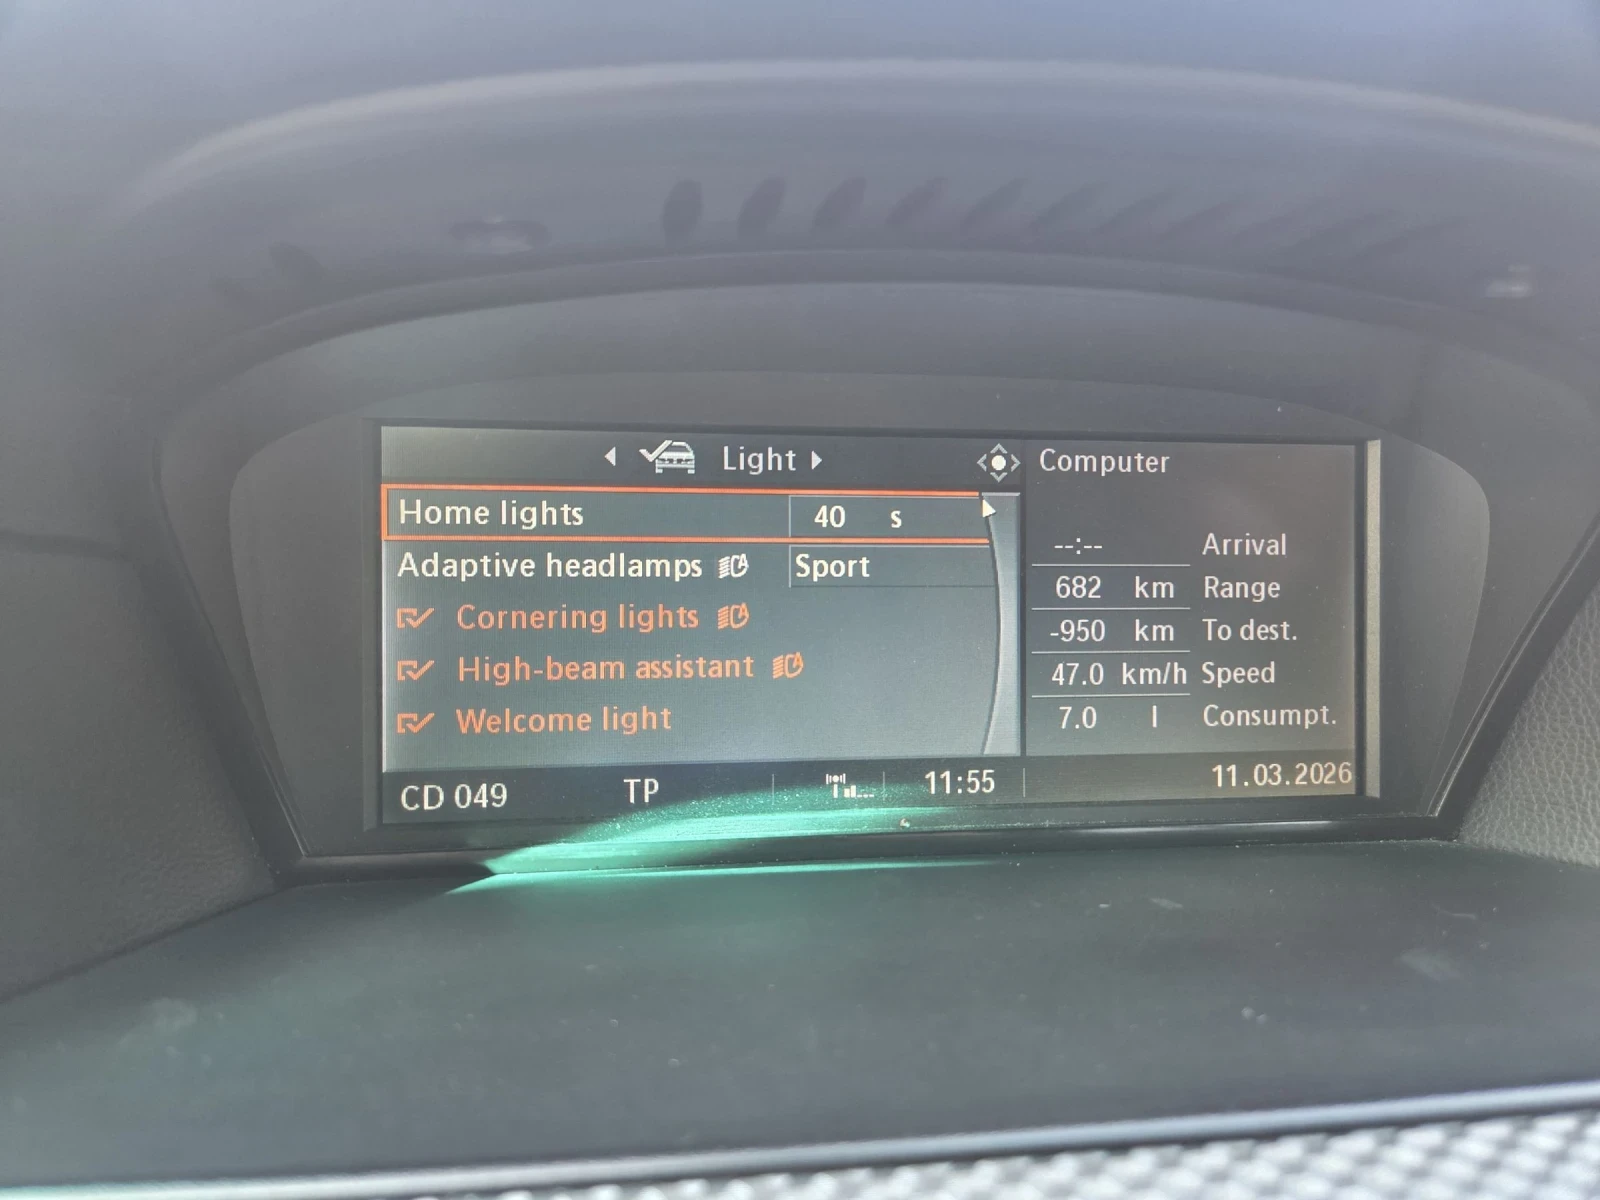 Light
Home lights 40 s
Adaptive headlamps Sport
Cornering lights
High-beam assistant
Welcome light
Computer
--:-- Arrival
682 km Range
-950 km To dest.
47.0 km/h Speed
7.0 l Consumpt.
CD 049 TP 11:55 11.03.2026